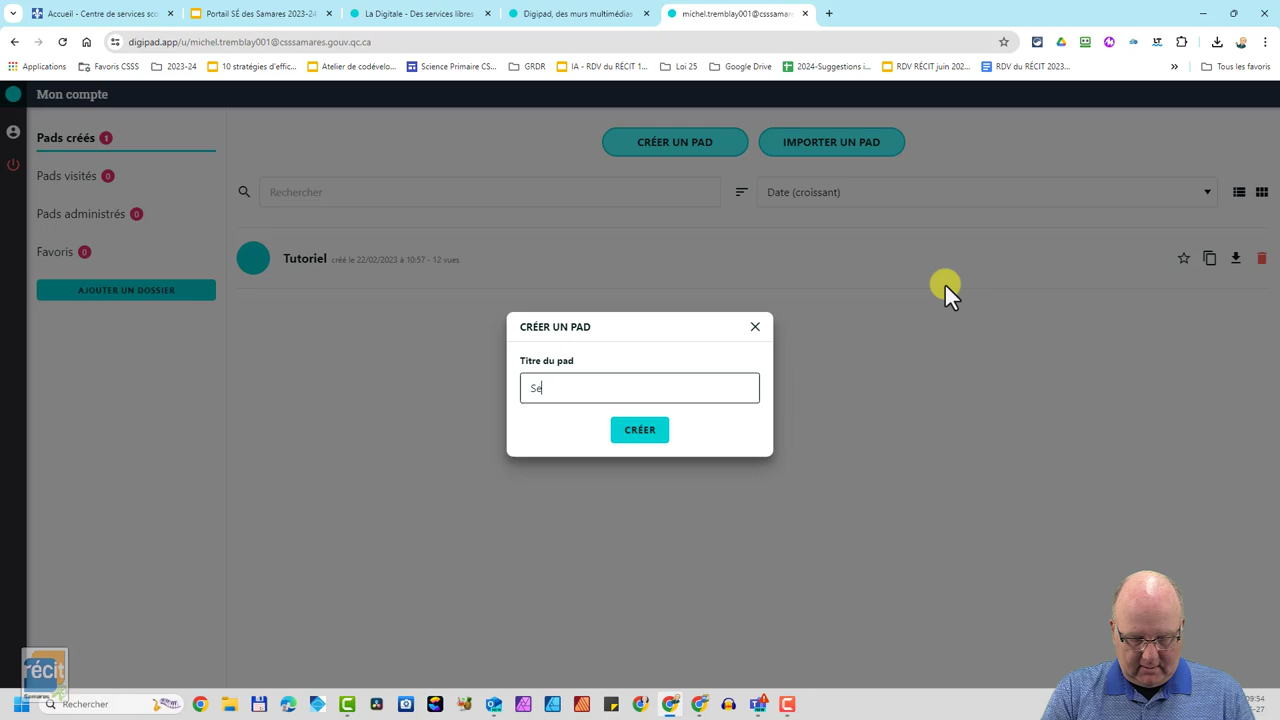 Accueil - Centre de services sco
Portail SÉ des Samares 2023-24
La Digitale - Des services libres
Digipad, des murs multimédias
michel.tremblay001@csssamares
digipad.app/u/michel.tremblay001@csssamares.gouv.qc.ca
Applications
Favoris CSSS
2023-24
10 stratégies d'effic...
Atelier de codévelo...
Science Primaire CS...
GRDR
IA - RDV du RÉCIT 1...
Loi 25
Google Drive
2024-Suggestions i...
RDV RÉCIT juin 202...
RDV du RÉCIT 2023...
Tous les favoris
Mon compte
Pads créés 1
Pads visités 0
Pads administrés 0
Favoris 0
AJOUTER UN DOSSIER
CRÉER UN PAD
IMPORTER UN PAD
Rechercher
Date (croissant)
Tutoriel créé le 22/02/2023 à 10:57 - 12 vues
CRÉER UN PAD
Titre du pad
Se
CRÉER
récit
Samares
Rechercher
09:54
-27